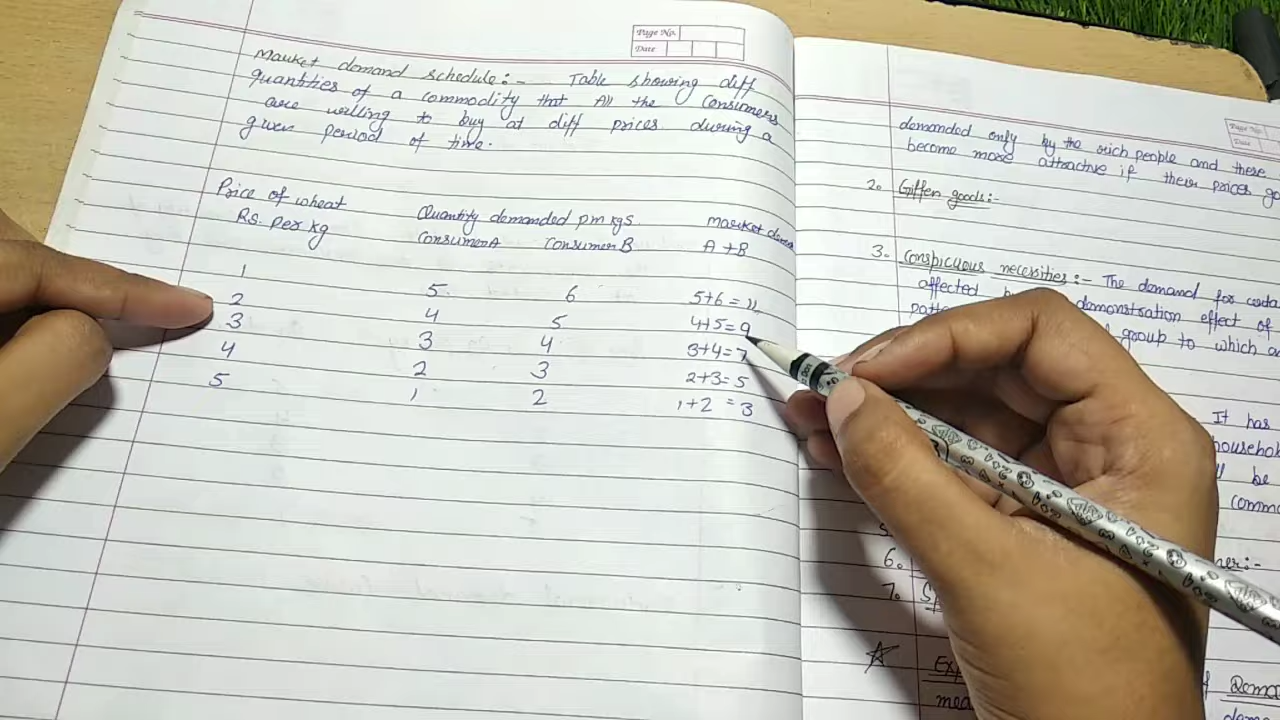 Page No.
Date
Market demand schedule:- Table showing diff
quantities of a commodity that All the consumers
are willing to buy at diff prices during a
given period of time.
Price of wheat
Rs. Per kg
Quantity demanded pm kgs.
Market
Consumer A Consumer B A+B
1
2 5 6 5+6 = 11
3 4 5 4+5=9
4 3 4 3+4=7
5 2 3 2+3=5
1 2 1+2 =3
Page No.
Date
demanded only by the rich people and these
become more attractive if their prices go
2. Giffen goods:-
3. Conspicuous necessities:- The demand for
affected demonstration effect of
group to which
It has
be
6.
7.